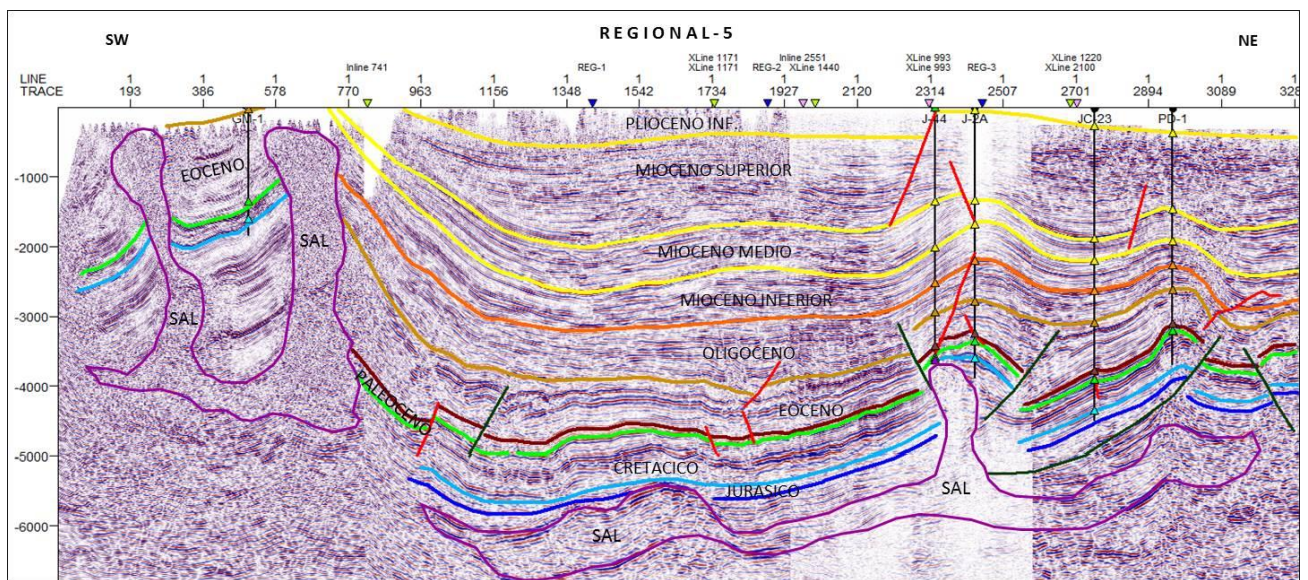 REGIONAL-5
SW
NE
Inline 741
REG-1
XLine 1171
XLine 1171
REG-2
Inline 2551
XLine 1440
XLine 993
XLine 993
REG-3
XLine 1220
XLine 2100
LINE 1 1 1 1 1 1 1 1 1 1 1 1 1 1 1 1 1
TRACE 193 386 578 770 963 1156 1348 1542 1734 1927 2120 2314 2507 2701 2894 3089 328
J-44 J-2A JC-23 PD-1
PLIOCENO INF
EOCENO
MIOCENO SUPERIOR
-1000
SAL
-2000
MIOCENO MEDIO
MIOCENO INFERIOR
-3000
SAL
OLIGOCENO
-4000
PALEOCENO
EOCENO
-5000
CRETACICO
JURASICO
SAL
-6000
SAL